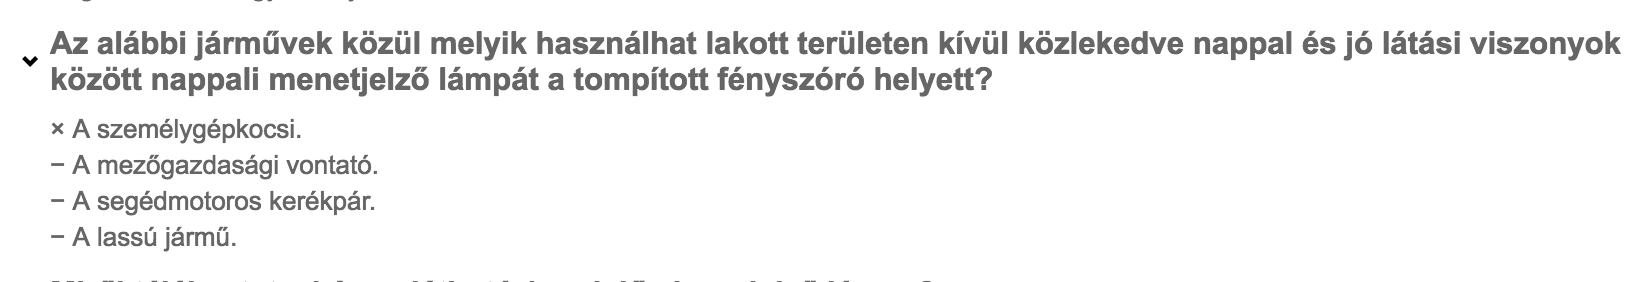 Az alábbi járművek közül melyik használhat lakott területen kívül közlekedve nappal és jó látási viszonyok
között nappali menetjelző lámpát a tompított fényszóró helyett?
× A személygépkocsi.
− A mezőgazdasági vontató.
− A segédmotoros kerékpár.
− A lassú jármű.